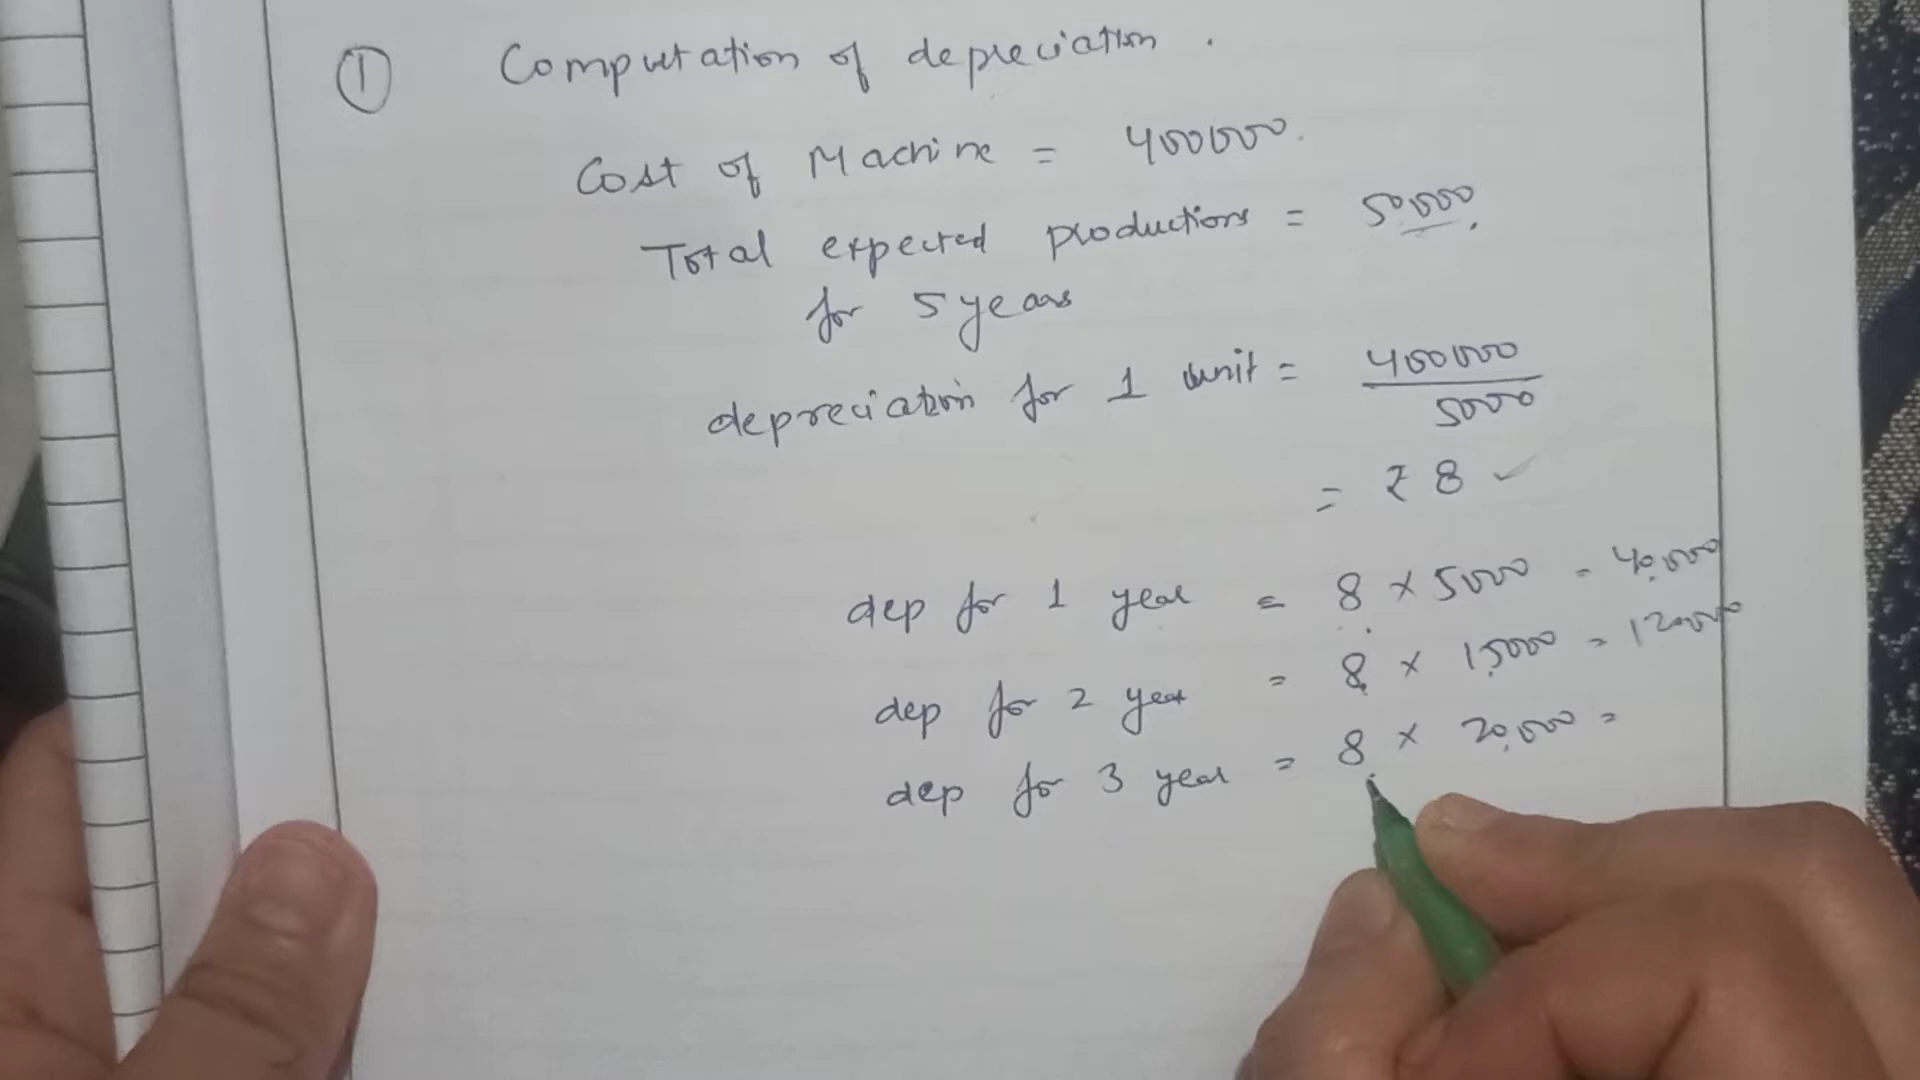 ① Computation of depreciation.
Cost of Machine = 400000.
Total expected productions = 50,000.
for 5 years
depreciation for 1 unit = 400000
5000
= ₹ 8 ✓
dep for 1 year = 8 × 5000 = 40,000
dep for 2 year = 8 × 15000 = 120000
dep for 3 year = 8 × 20,000 =